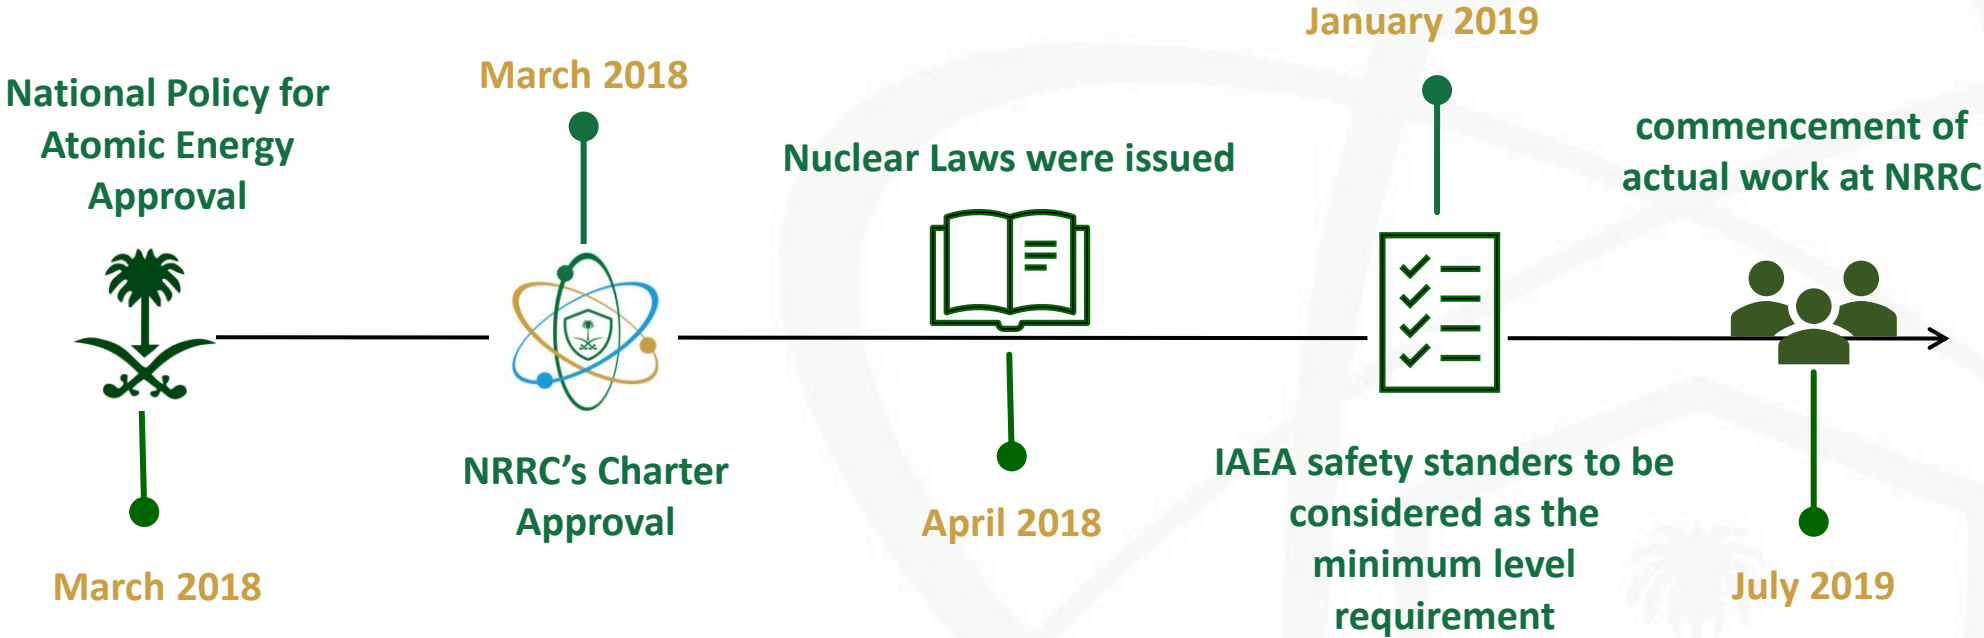 National Policy for
Atomic Energy
Approval
March 2018
March 2018
NRRC’s Charter
Approval
Nuclear Laws were issued
April 2018
January 2019
IAEA safety standers to be
considered as the
minimum level
requirement
commencement of
actual work at NRRC
July 2019